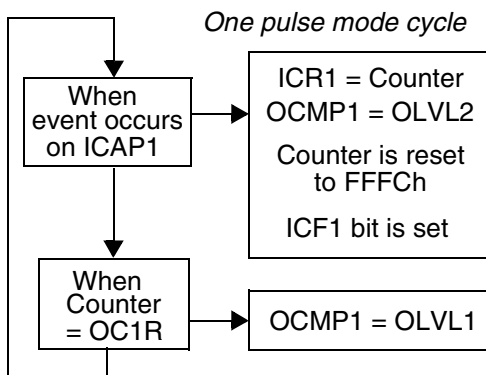 One pulse mode cycle
When
event occurs
on ICAP1
ICR1 = Counter
OCMP1 = OLVL2
Counter is reset
to FFFCh
ICF1 bit is set
When
Counter
= OC1R
OCMP1 = OLVL1